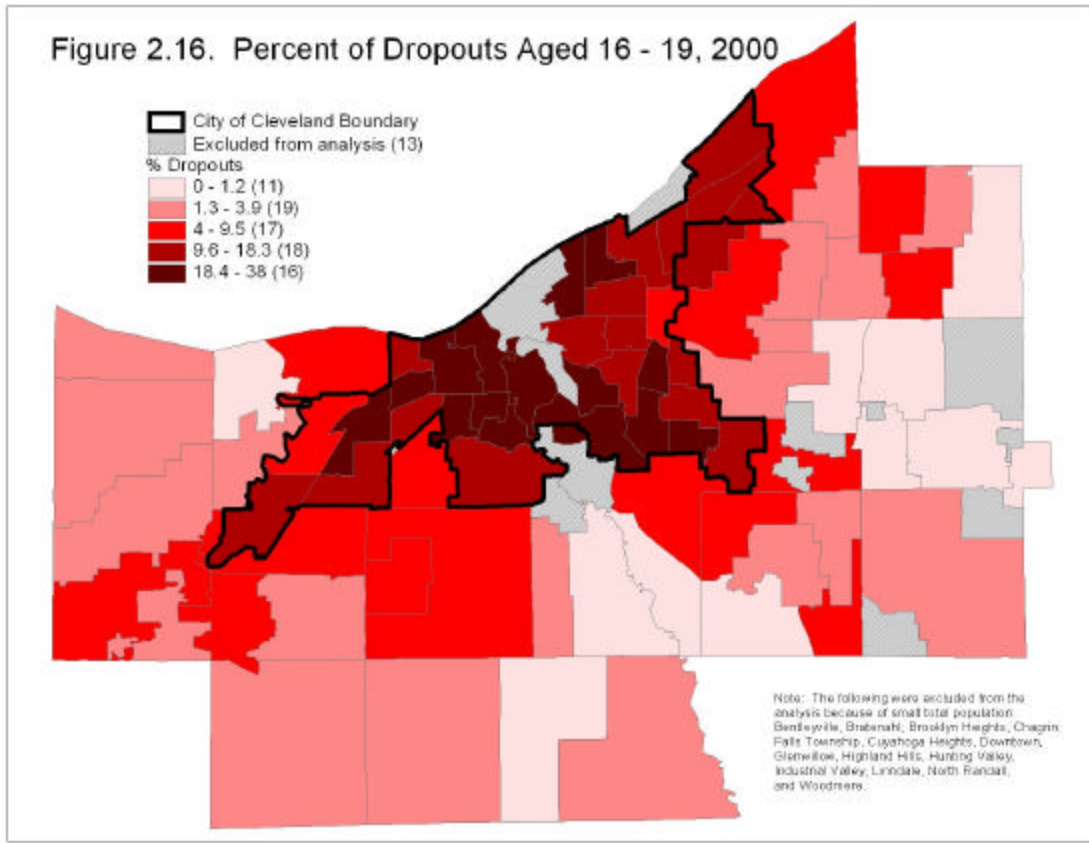 Figure 2.16. Percent of Dropouts Aged 16 - 19, 2000
City of Cleveland Boundary
Excluded from analysis (13)
% Dropouts
0 - 1.2 (11)
1.3 - 3.9 (19)
4 - 9.5 (17)
9.6 - 18.3 (18)
18.4 - 38 (16)
Note: The following were excluded from the
analysis because of small total population:
Bentleyville, Bratenahl, Brooklyn Heights, Chagrin
Falls Township, Cuyahoga Heights, Downtown,
Glenwillow, Highland Hills, Hunting Valley,
Industrial Valley, Linndale, North Randall,
and Woodmere.